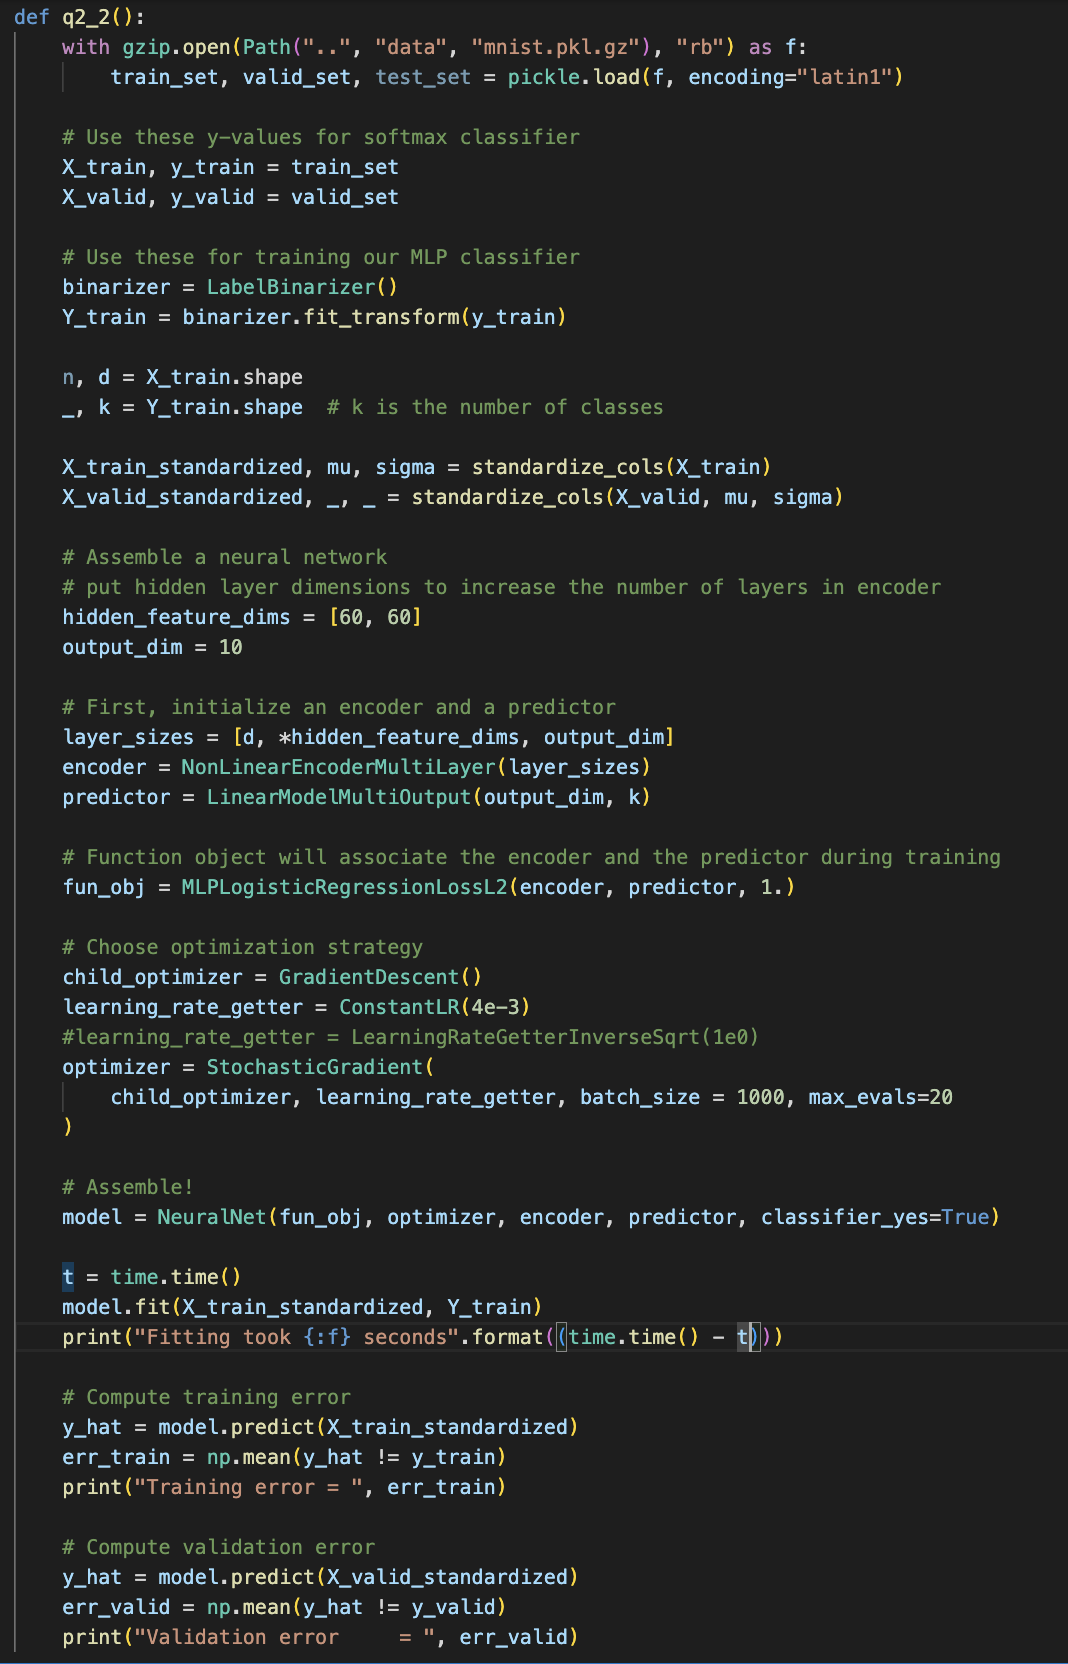 def q2_2():
    with gzip.open(Path("..", "data", "mnist.pkl.gz"), "rb") as f:
        train_set, valid_set, test_set = pickle.load(f, encoding="latin1")

    # Use these y-values for softmax classifier
    X_train, y_train = train_set
    X_valid, y_valid = valid_set

    # Use these for training our MLP classifier
    binarizer = LabelBinarizer()
    Y_train = binarizer.fit_transform(y_train)

    n, d = X_train.shape
    _, k = Y_train.shape  # k is the number of classes

    X_train_standardized, mu, sigma = standardize_cols(X_train)
    X_valid_standardized, _, _ = standardize_cols(X_valid, mu, sigma)

    # Assemble a neural network
    # put hidden layer dimensions to increase the number of layers in encoder
    hidden_feature_dims = [60, 60]
    output_dim = 10

    # First, initialize an encoder and a predictor
    layer_sizes = [d, *hidden_feature_dims, output_dim]
    encoder = NonLinearEncoderMultiLayer(layer_sizes)
    predictor = LinearModelMultiOutput(output_dim, k)

    # Function object will associate the encoder and the predictor during training
    fun_obj = MLPLogisticRegressionLossL2(encoder, predictor, 1.)

    # Choose optimization strategy
    child_optimizer = GradientDescent()
    learning_rate_getter = ConstantLR(4e-3)
    #learning_rate_getter = LearningRateGetterInverseSqrt(1e0)
    optimizer = StochasticGradient(
        child_optimizer, learning_rate_getter, batch_size = 1000, max_evals=20
    )

    # Assemble!
    model = NeuralNet(fun_obj, optimizer, encoder, predictor, classifier_yes=True)

    t = time.time()
    model.fit(X_train_standardized, Y_train)
    print("Fitting took {:f} seconds".format((time.time() - t)))

    # Compute training error
    y_hat = model.predict(X_train_standardized)
    err_train = np.mean(y_hat != y_train)
    print("Training error = ", err_train)

    # Compute validation error
    y_hat = model.predict(X_valid_standardized)
    err_valid = np.mean(y_hat != y_valid)
    print("Validation error     = ", err_valid)